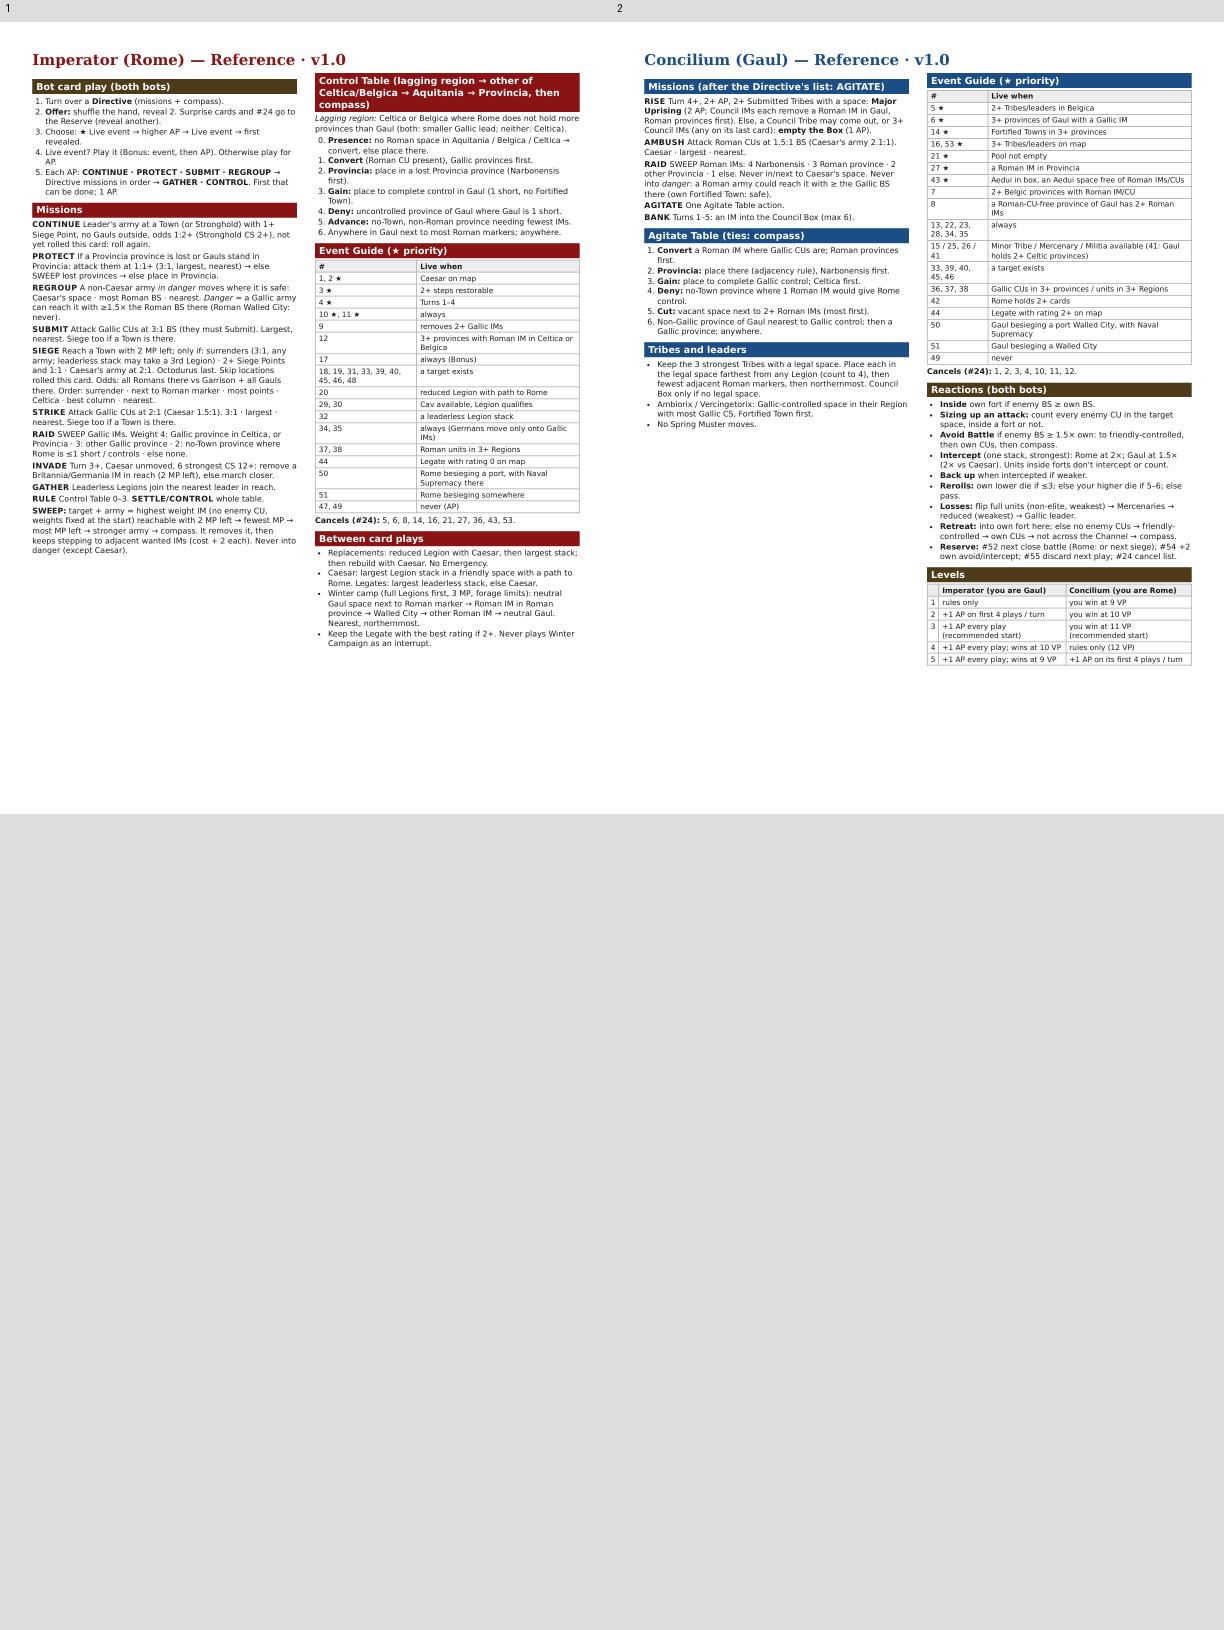 1
Imperator (Rome) — Reference · v1.0
Bot card play (both bots)
1. Turn over a Directive (missions + compass).
2. Offer: shuffle the hand, reveal 2. Surprise cards and #24 go to
the Reserve (reveal another).
3. Choose: ★ Live event → higher AP → Live event → first
revealed.
4. Live event? Play it (Bonus: event, then AP). Otherwise play for
AP.
5. Each AP: CONTINUE · PROTECT · SUBMIT · REGROUP →
Directive missions in order → GATHER · CONTROL. First that
can be done; 1 AP.
Missions
CONTINUE Leader's army at a Town (or Stronghold) with 1+
Siege Point, no Gauls outside, odds 1:2+ (Stronghold CS 2+), not
yet rolled this card: roll again.
PROTECT If a Provincia province is lost or Gauls stand in
Provincia: attack them at 1:1+ (3:1, largest, nearest) → else
SWEEP lost provinces → else place in Provincia.
REGROUP A non-Caesar army in danger moves where it is safe:
Caesar's space · most Roman BS · nearest. Danger = a Gallic army
can reach it with ≥1.5× the Roman BS there (Roman Walled City:
never).
SUBMIT Attack Gallic CUs at 3:1 BS (they must Submit). Largest,
nearest. Siege too if a Town is there.
SIEGE Reach a Town with 2 MP left; only if: surrenders (3:1, any
army; leaderless stack may take a 3rd Legion) · 2+ Siege Points
and 1:1 · Caesar's army at 2:1. Octodurus last. Skip locations
rolled this card. Odds: all Romans there vs Garrison + all Gauls
there. Order: surrender · next to Roman marker · most points ·
Celtica · best column · nearest.
STRIKE Attack Gallic CUs at 2:1 (Caesar 1.5:1). 3:1 · largest ·
nearest. Siege too if a Town is there.
RAID SWEEP Gallic IMs. Weight 4: Gallic province in Celtica, or
Provincia · 3: other Gallic province · 2: no-Town province where
Rome is ≤1 short / controls · else none.
INVADE Turn 3+, Caesar unmoved, 6 strongest CS 12+: remove a
Britannia/Germania IM in reach (2 MP left), else march closer.
GATHER Leaderless Legions join the nearest leader in reach.
RULE Control Table 0–3. SETTLE/CONTROL whole table.
SWEEP: target + army = highest weight IM (no enemy CU,
weights fixed at the start) reachable with 2 MP left → fewest MP →
most MP left → stronger army → compass. It removes it, then
keeps stepping to adjacent wanted IMs (cost + 2 each). Never into
danger (except Caesar).
Control Table (lagging region → other of
Celtica/Belgica → Aquitania → Provincia, then
compass)
Lagging region: Celtica or Belgica where Rome does not hold more
provinces than Gaul (both: smaller Gallic lead; neither: Celtica).
0. Presence: no Roman space in Aquitania / Belgica / Celtica →
convert, else place there.
1. Convert (Roman CU present), Gallic provinces first.
2. Provincia: place in a lost Provincia province (Narbonensis
first).
3. Gain: place to complete control in Gaul (1 short, no Fortified
Town).
4. Deny: uncontrolled province of Gaul where Gaul is 1 short.
5. Advance: no-Town, non-Roman province needing fewest IMs.
6. Anywhere in Gaul next to most Roman markers; anywhere.
Event Guide (★ priority)
# Live when
1, 2 ★ Caesar on map
3 ★ 2+ steps restorable
4 ★ Turns 1–4
10 ★, 11 ★ always
9 removes 2+ Gallic IMs
12 3+ provinces with Roman IM in Celtica or
Belgica
17 always (Bonus)
18, 19, 31, 33, 39, 40, a target exists
45, 46, 48
20 reduced Legion with path to Rome
29, 30 Cav available, Legion qualifies
32 a leaderless Legion stack
34, 35 always (Germans move only onto Gallic
IMs)
37, 38 Roman units in 3+ Regions
44 Legate with rating 0 on map
50 Rome besieging a port, with Naval
Supremacy there
51 Rome besieging somewhere
47, 49 never (AP)
Cancels (#24): 5, 6, 8, 14, 16, 21, 27, 36, 43, 53.
Between card plays
• Replacements: reduced Legion with Caesar, then largest stack;
then rebuild with Caesar. No Emergency.
• Caesar: largest Legion stack in a friendly space with a path to
Rome. Legates: largest leaderless stack, else Caesar.
• Winter camp (full Legions first, 3 MP, forage limits): neutral
Gaul space next to Roman marker → Roman IM in Roman
province → Walled City → other Roman IM → neutral Gaul.
Nearest, northernmost.
• Keep the Legate with the best rating if 2+. Never plays Winter
Campaign as an interrupt.
2
Concilium (Gaul) — Reference · v1.0
Missions (after the Directive's list: AGITATE)
RISE Turn 4+, 2+ AP, 2+ Submitted Tribes with a space: Major
Uprising (2 AP; Council IMs each remove a Roman IM in Gaul,
Roman provinces first). Else, a Council Tribe may come out, or 3+
Council IMs (any on its last card): empty the Box (1 AP).
AMBUSH Attack Roman CUs at 1.5:1 BS (Caesar's army 2.1:1).
Caesar · largest · nearest.
RAID SWEEP Roman IMs: 4 Narbonensis · 3 Roman province · 2
other Provincia · 1 else. Never in/next to Caesar's space. Never
into danger: a Roman army could reach it with ≥ the Gallic BS
there (own Fortified Town: safe).
AGITATE One Agitate Table action.
BANK Turns 1–5: an IM into the Council Box (max 6).
Agitate Table (ties: compass)
1. Convert a Roman IM where Gallic CUs are; Roman Provinces
first.
2. Provincia: place there (adjacency rule), Narbonensis first.
3. Gain: place to complete Gallic control; Celtica first.
4. Deny: no-Town province where 1 Roman IM would give Rome
control.
5. Cut: vacant space next to 2+ Roman IMs (most first).
6. Non-Gallic province of Gaul nearest to Gallic control; then a
Gallic province; anywhere.
Tribes and leaders
• Keep the 3 strongest Tribes with a legal space. Place each in
the legal space farthest from any Legion (count to 4), then
fewest adjacent Roman markers, then northernmost. Council
Box only if no legal space.
• Ambiorix / Vercingetorix: Gallic-controlled space in their Region
with most Gallic CS, Fortified Town first.
• No Spring Muster moves.
Event Guide (★ priority)
# Live when
5 ★ 2+ Tribes/leaders in Belgica
6 ★ 3+ provinces of Gaul with a Gallic IM
14 ★ Fortified Towns in 3+ provinces
16, 53 ★ 3+ Tribes/leaders on map
21 ★ Pool not empty
27 ★ a Roman IM in Provincia
43 ★ Aedui in box, an Aedui space free of Roman IMs/CUs
7 2+ Belgic provinces with Roman IM/CU
8 a Roman-CU-free province of Gaul has 2+ Roman
IMs
13, 22, 23, always
28, 34, 35
15 / 25, 26 / Minor Tribe / Mercenary / Militia available (41: Gaul
41 holds 2+ Celtic provinces)
33, 39, 40, a target exists
45, 46
36, 37, 38 Gallic CUs in 3+ provinces / units in 3+ Regions
42 Rome holds 2+ cards
44 Legate with rating 2+ on map
50 Gaul besieging a port Walled City, with Naval
Supremacy
51 Gaul besieging a Walled City
49 never
Cancels (#24): 1, 2, 3, 4, 10, 11, 12.
Reactions (both bots)
• Inside own fort if enemy BS ≥ own BS.
• Sizing up an attack: count every enemy CU in the target
space, inside a fort or not.
• Avoid Battle if enemy BS ≥ 1.5× own: to friendly-controlled,
then own CUs, then compass.
• Intercept (one stack, strongest): Rome at 2×; Gaul at 1.5×
(2× vs Caesar). Units inside forts don't intercept or count.
• Back up when intercepted if weaker.
• Rerolls: own lower die if ≤3; else your higher die if 5–6; else
pass.
• Losses: flip full units (non-elite, weakest) → Mercenaries →
reduced (weakest) → Gallic leader.
• Retreat: into own fort here; else no enemy CUs → friendly-
controlled → own CUs → not across the Channel → compass.
• Reserve: #52 next close battle (Rome: or next siege); #54 +2
own avoid/intercept; #55 discard next play; #24 cancel list.
Levels
Imperator (you are Gaul) Concilium (you are Rome)
1 rules only you win at 9 VP
2 +1 AP on first 4 plays / turn you win at 10 VP
3 +1 AP every play you win at 11 VP
(recommended start) (recommended start)
4 +1 AP every play; wins at 10 VP rules only (12 VP)
5 +1 AP every play; wins at 9 VP +1 AP on its first 4 plays / turn